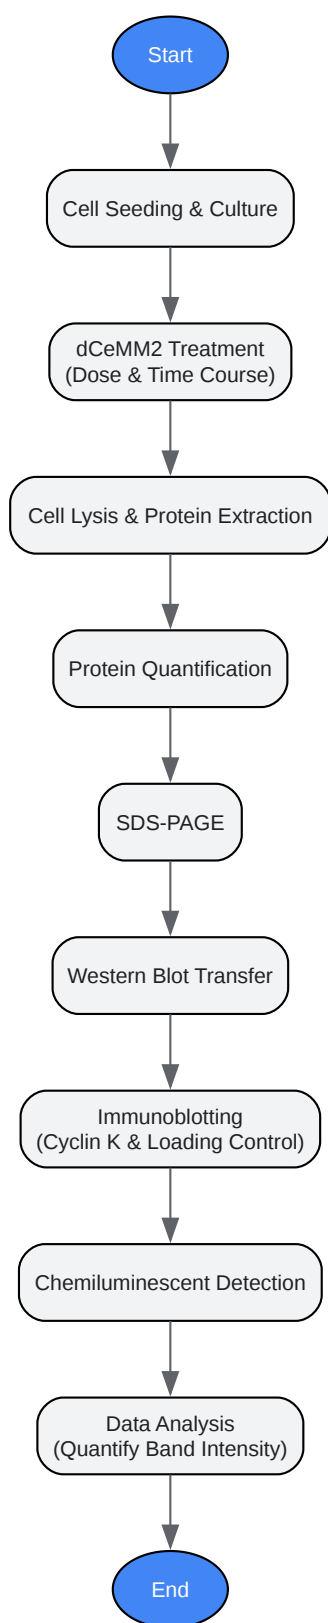 Start
Cell Seeding & Culture
dCeMM2 Treatment
(Dose & Time Course)
Cell Lysis & Protein Extraction
Protein Quantification
SDS-PAGE
Western Blot Transfer
Immunoblotting
(Cyclin K & Loading Control)
Chemiluminescent Detection
Data Analysis
(Quantify Band Intensity)
End